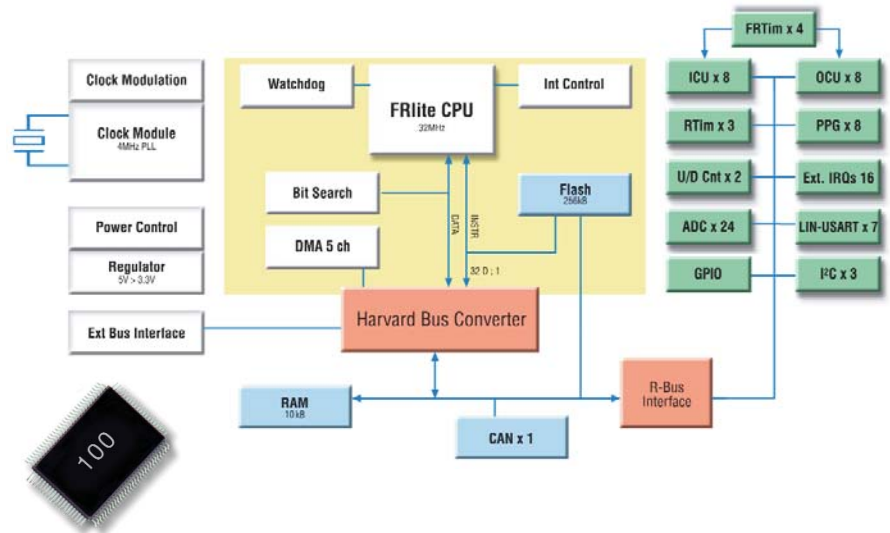 FRTim x 4
Clock Modulation
Watchdog
FRlite CPU
32MHz
Int Control
ICU x 8
OCU x 8
Clock Module
4MHz PLL
RTim x 3
PPG x 8
Bit Search
Flash
256kB
U/D Cnt x 2
Ext. IRQs 16
DATA
INSTR
Power Control
DMA 5 ch
ADC x 24
LIN-USART x 7
Regulator
5V > 3.3V
32 D ; 1
GPIO
I²C x 3
Ext Bus Interface
Harvard Bus Converter
RAM
10 kB
R-Bus
Interface
CAN x 1
100